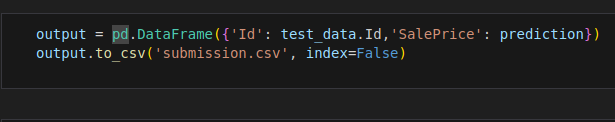 output = pd.DataFrame({'Id': test_data.Id,'SalePrice': prediction})
output.to_csv('submission.csv', index=False)